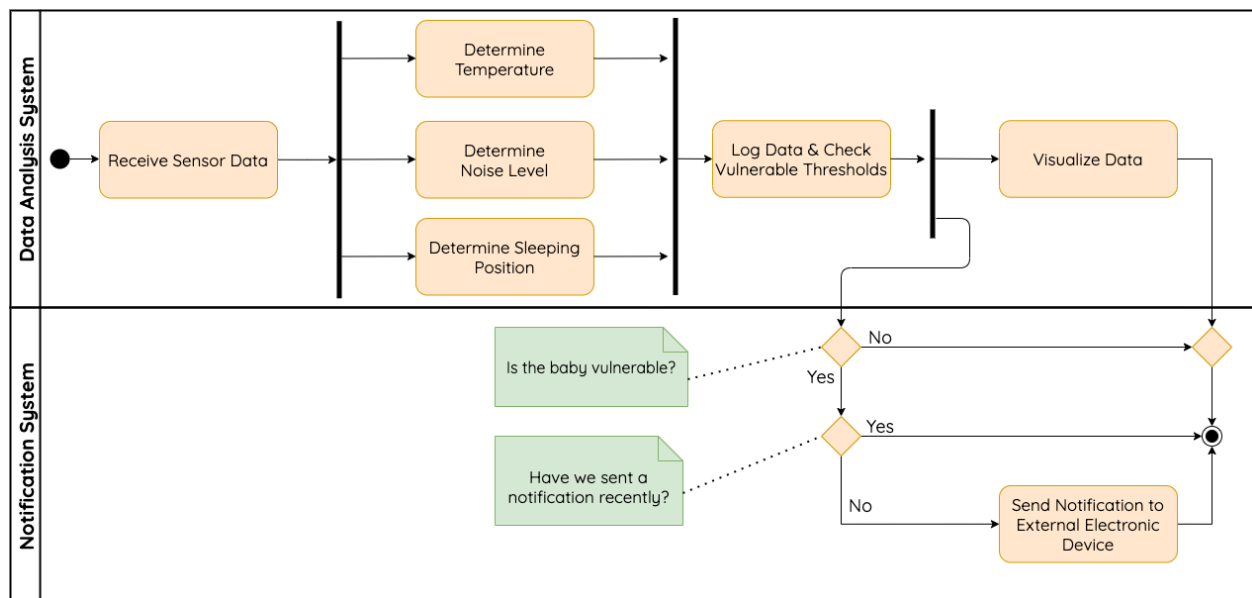 Data Analysis System
Receive Sensor Data
Determine
Temperature
Determine
Noise Level
Determine Sleeping
Position
Log Data & Check
Vulnerable Thresholds
Visualize Data
Notification System
Is the baby vulnerable?
No
Yes
Have we sent a
notification recently?
Yes
No
Send Notification to
External Electronic
Device